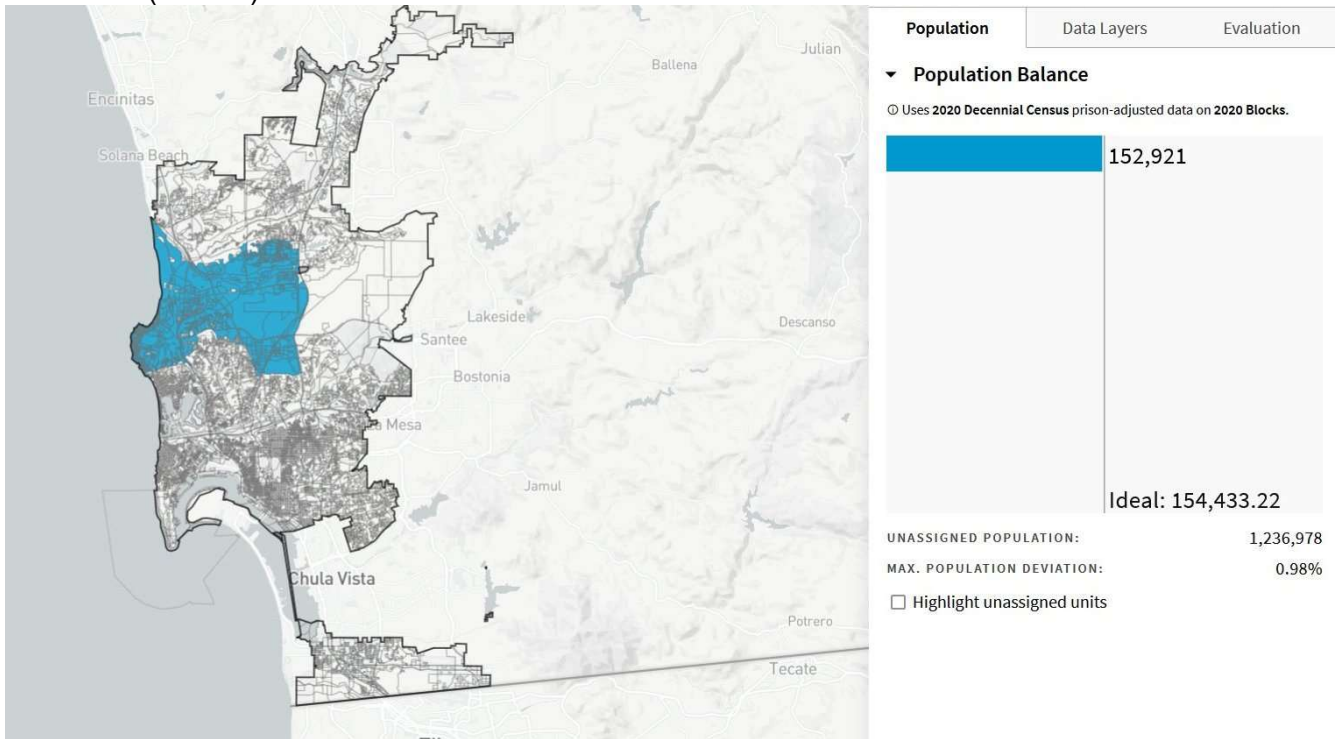 Population
Data Layers
Evaluation
Population Balance
Uses 2020 Decennial Census prison-adjusted data on 2020 Blocks.
152,921
Ideal: 154,433.22
UNASSIGNED POPULATION: 1,236,978
MAX. POPULATION DEVIATION: 0.98%
Highlight unassigned units
Julian
Ballena
Encinitas
Solana Beach
Lakeside
Descanso
Santee
Bostonia
La Mesa
Jamul
Chula Vista
Potrero
Tecate